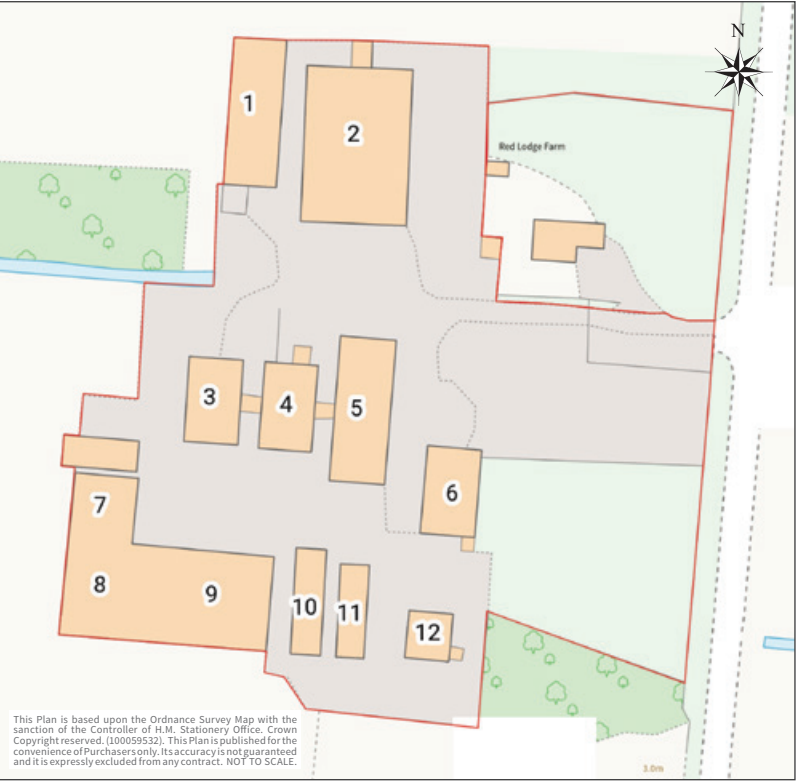 N
1
2
Red Lodge Farm
3
4
5
6
7
8
9
10
11
12
This Plan is based upon the Ordnance Survey Map with the
sanction of the Controller of H.M. Stationery Office. Crown
Copyright reserved. (100059532). This Plan is published for the
convenience of Purchasers only. Its accuracy is not guaranteed
and it is expressly excluded from any contract. NOT TO SCALE.
3.0m